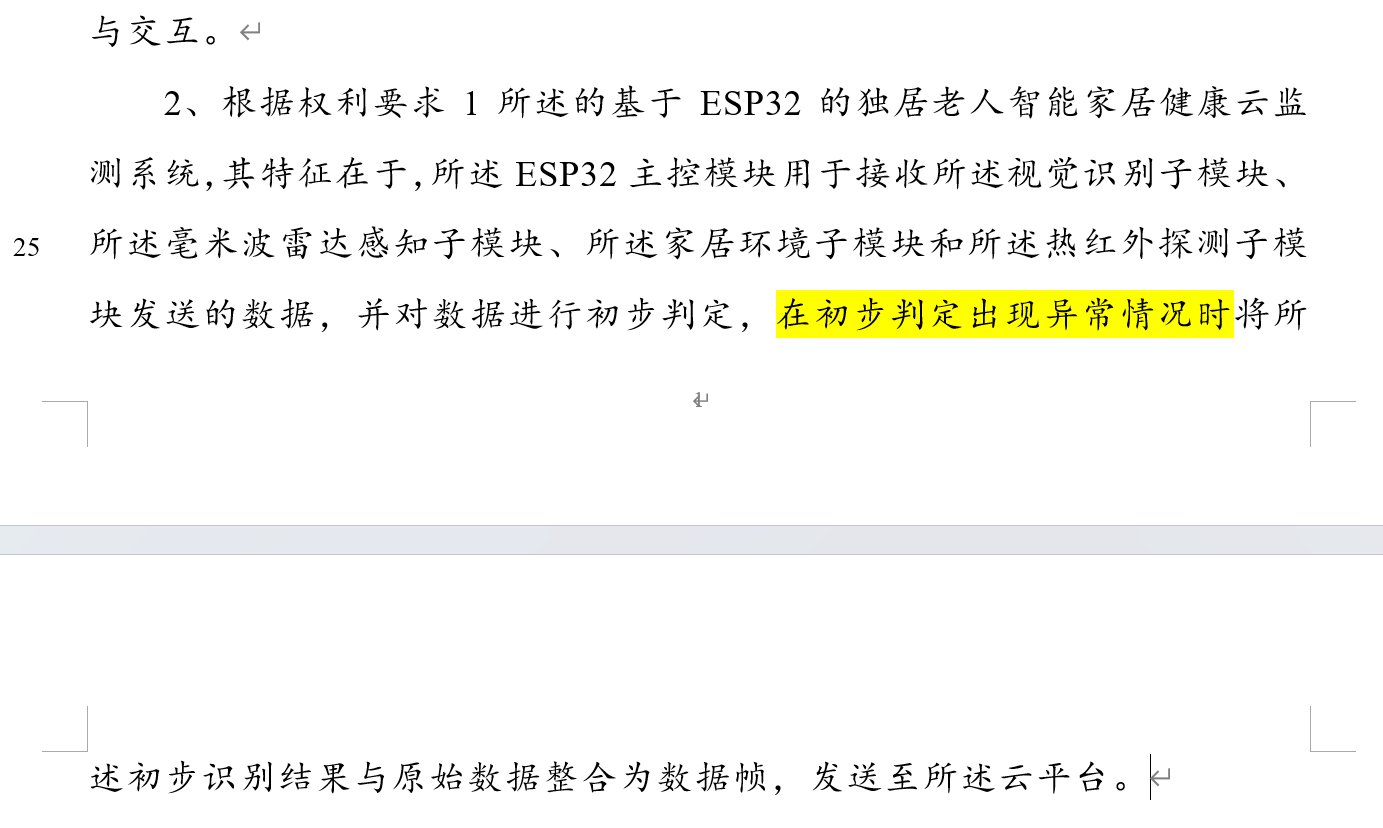 与交互。
2、根据权利要求 1 所述的基于 ESP32 的独居老人智能家居健康云监
测系统,其特征在于,所述 ESP32 主控模块用于接收所述视觉识别子模块、
25 所述毫米波雷达感知子模块、所述家居环境子模块和所述热红外探测子模
块发送的数据，并对数据进行初步判定，在初步判定出现异常情况时将所
1
述初步识别结果与原始数据整合为数据帧，发送至所述云平台。